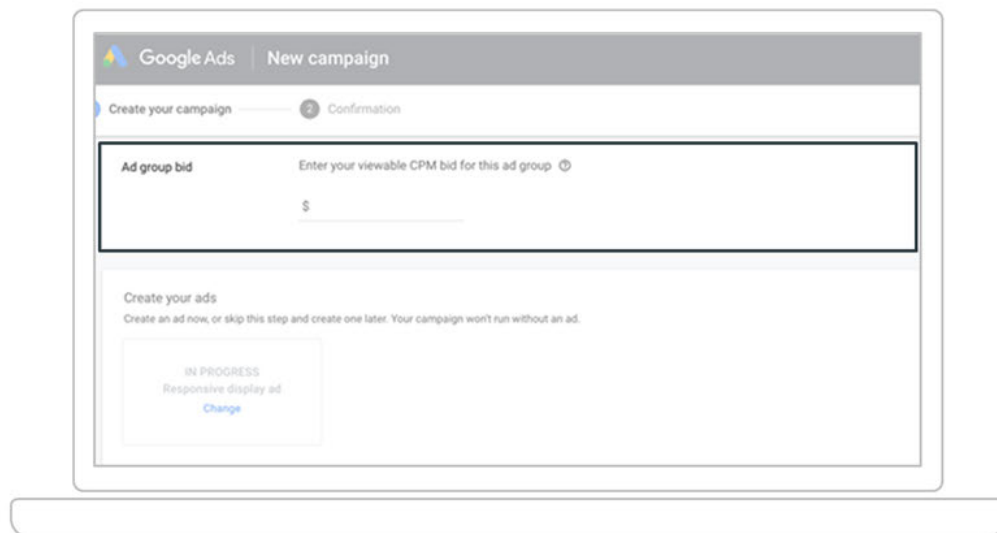 Google Ads New campaign
Create your campaign 2 Confirmation
Ad group bid Enter your viewable CPM bid for this ad group ?
$
Create your ads
Create an ad now, or skip this step and create one later. Your campaign won't run without an ad.
IN PROGRESS
Responsive display ad
Change